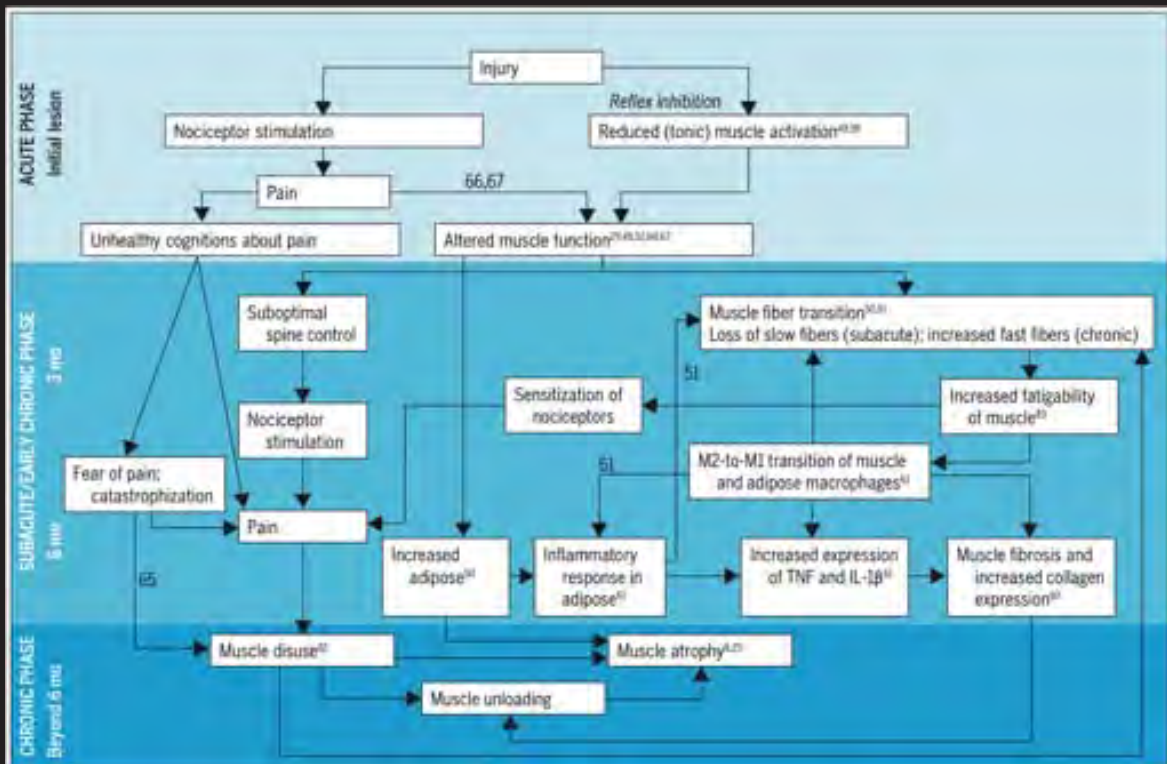 ACUTE PHASE
Initial lesion
Injury
Reflex inhibition
Nociceptor stimulation
Reduced (tonic) muscle activation
Pain
66,67
Unhealthy cognitions about pain
Altered muscle function
SUBACUTE/EARLY CHRONIC PHASE
3 mo
6 mo
Suboptimal
spine control
Muscle fiber transition
Loss of slow fibers (subacute); increased fast fibers (chronic)
51
Sensitization of
nociceptors
Increased fatigability
of muscle
Nociceptor
stimulation
M2-to-M1 transition of muscle
and adipose macrophages
Fear of pain;
catastrophization
61
Pain
Increased
adipose
Inflammatory
response in
adipose
Increased expression
of TNF and IL-1β
Muscle fibrosis and
increased collagen
expression
65
CHRONIC PHASE
Beyond 6 mo
Muscle disuse
Muscle atrophy
Muscle unloading